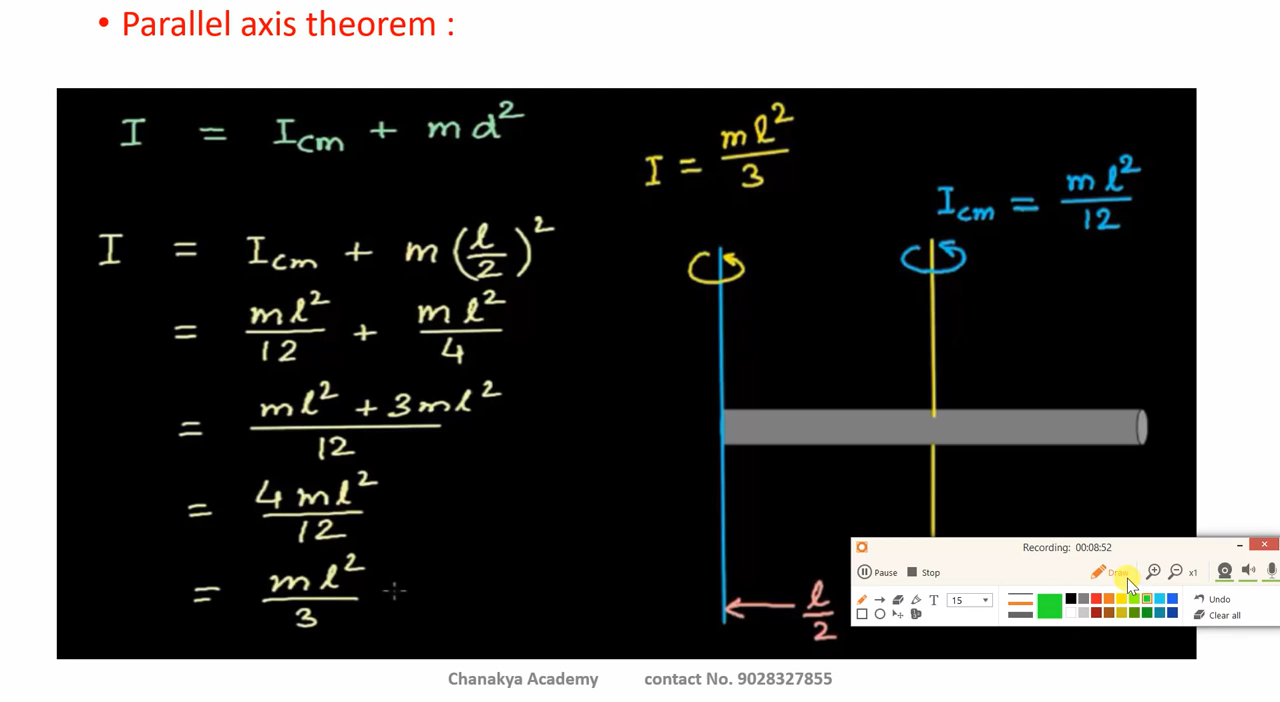 • Parallel axis theorem :
I = Icm + md²
I = ml²/3
Icm = ml²/12
I = Icm + m(l/2)²
= ml²/12 + ml²/4
= ml² + 3ml²/12
= 4ml²/12
= ml²/3
l/2
Recording: 00:08:52
Pause Stop Draw x1
T 15 Undo
Clear all
Chanakya Academy contact No. 9028327855